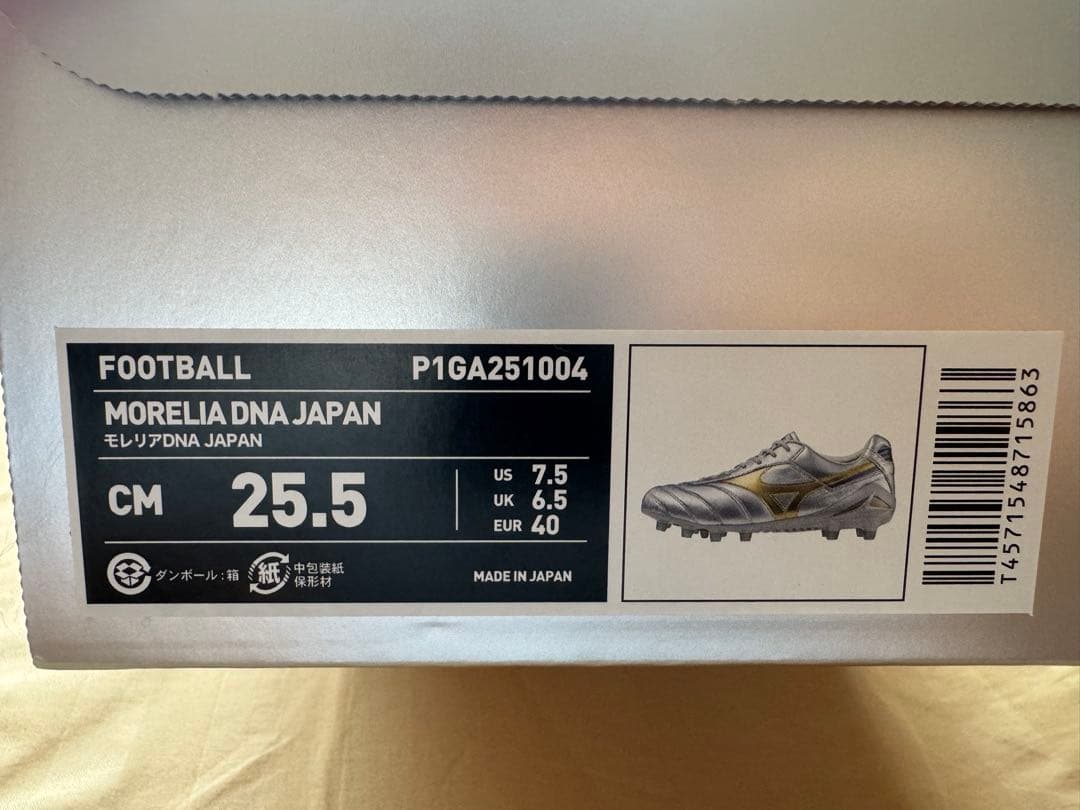 FOOTBALL P1GA251004
MORELIA DNA JAPAN
モレリアDNA JAPAN
CM 25.5
US 7.5
UK 6.5
EUR 40
ダンボール:箱
紙 中包装紙
保形材
MADE IN JAPAN
T4571548715863